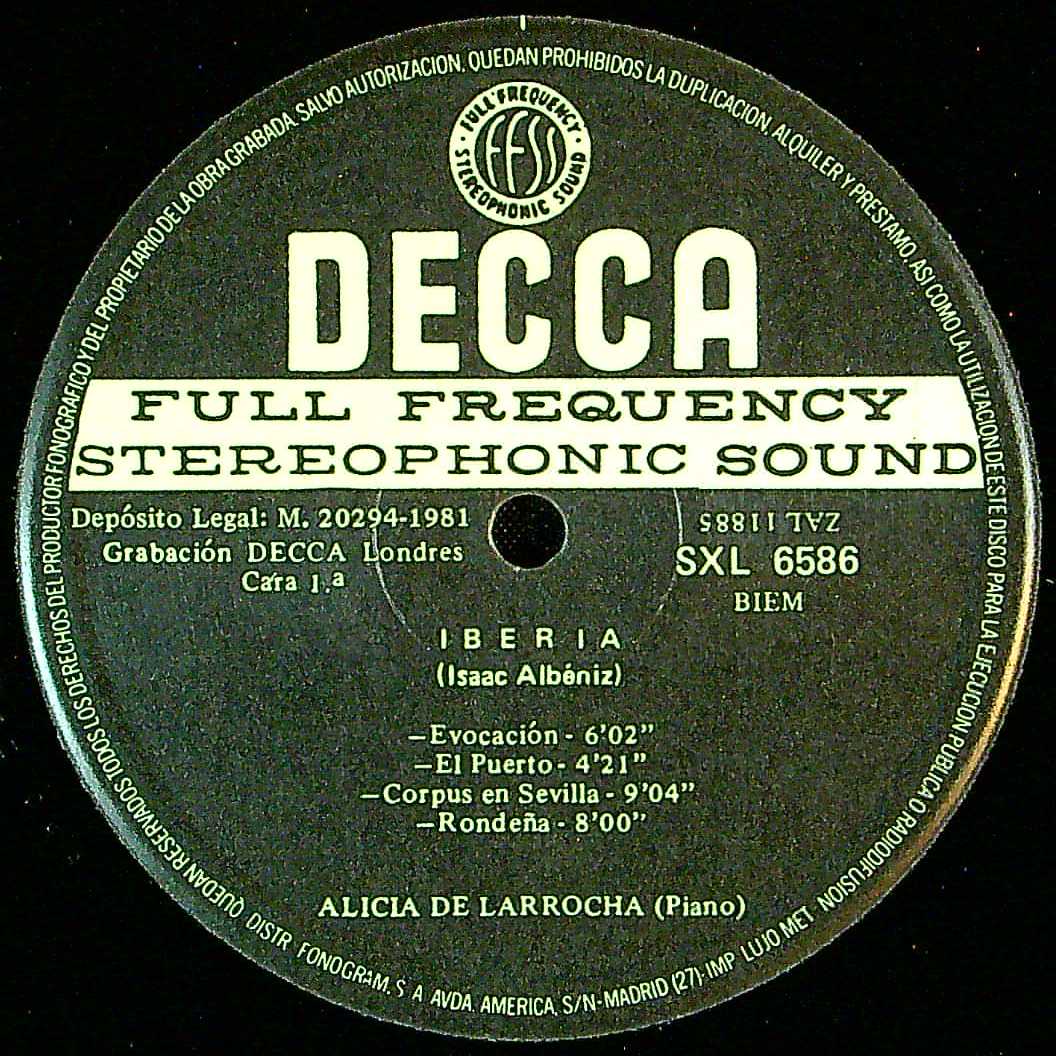 QUEDAN RESERVADOS TODOS LOS DERECHOS DEL PRODUCTOR FONOGRAFICO Y DEL PROPIETARIO DE LA OBRA GRABADA. SALVO AUTORIZACION, QUEDAN PROHIBIDOS LA DUPLICACION, ALQUILER Y PRESTAMO, ASI COMO LA UTILIZACION DE ESTE DISCO PARA LA EJECUCION PUBLICA O RADIODIFUSION
· FULL FREQUENCY · STEREOPHONIC SOUND
FFSS
DECCA
FULL FREQUENCY
STEREOPHONIC SOUND
Depósito Legal: M. 20294-1981
Grabación DECCA Londres
Cara 1.ª
ZAL 11885
SXL 6586
BIEM
IBERIA
(Isaac Albéniz)
—Evocación - 6'02"
—El Puerto - 4'21"
—Corpus en Sevilla - 9'04"
—Rondeña - 8'00"
ALICIA DE LARROCHA (Piano)
DISTR FONOGRAM, S A AVDA. AMERICA, S/N-MADRID (27)-IMP LUJO MET